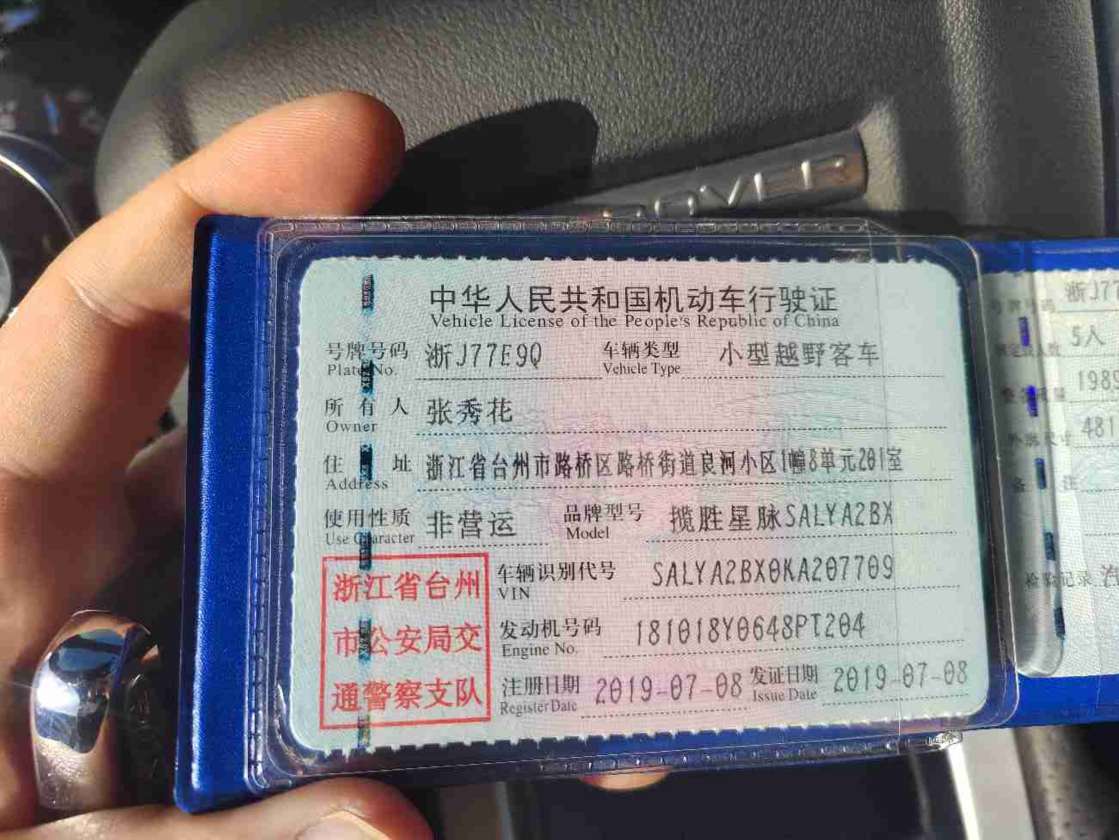 中华人民共和国机动车行驶证
Vehicle License of the People's Republic of China
号牌号码 浙J77E9Q 车辆类型 小型越野客车
Plate No. Vehicle Type
所有人 张秀花
Owner
住址 浙江省台州市路桥区路桥街道良河小区1幢8单元201室
Address
使用性质 非营运 品牌型号 揽胜星脉SALYA2BX
Use Character Model
浙江省台州
市公安局交
通警察支队
车辆识别代号 SALYA2BX0KA207709
VIN
发动机号码 181018Y0648PT204
Engine No.
注册日期 2019-07-08 发证日期 2019-07-08
Register Date Issue Date
浙J77
5人
1989
481
检验记录